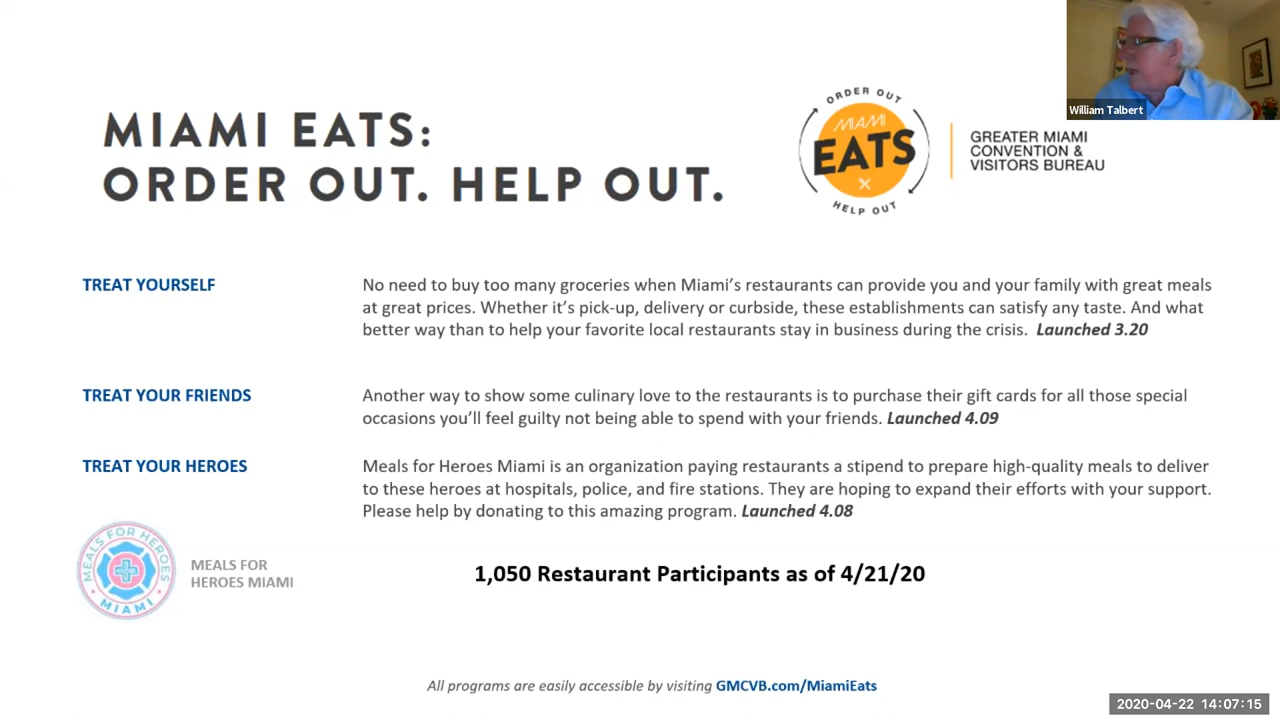 William Talbert
MIAMI EATS:
ORDER OUT. HELP OUT.
ORDER OUT
MIAMI
EATS
HELP OUT
GREATER MIAMI
CONVENTION &
VISITORS BUREAU
TREAT YOURSELF
No need to buy too many groceries when Miami’s restaurants can provide you and your family with great meals
at great prices. Whether it’s pick-up, delivery or curbside, these establishments can satisfy any taste. And what
better way than to help your favorite local restaurants stay in business during the crisis. Launched 3.20
TREAT YOUR FRIENDS
Another way to show some culinary love to the restaurants is to purchase their gift cards for all those special
occasions you’ll feel guilty not being able to spend with your friends. Launched 4.09
TREAT YOUR HEROES
Meals for Heroes Miami is an organization paying restaurants a stipend to prepare high-quality meals to deliver
to these heroes at hospitals, police, and fire stations. They are hoping to expand their efforts with your support.
Please help by donating to this amazing program. Launched 4.08
MEALS FOR HEROES
MIAMI
MEALS FOR
HEROES MIAMI
1,050 Restaurant Participants as of 4/21/20
All programs are easily accessible by visiting GMCVB.com/MiamiEats
2020-04-22 14:07:15